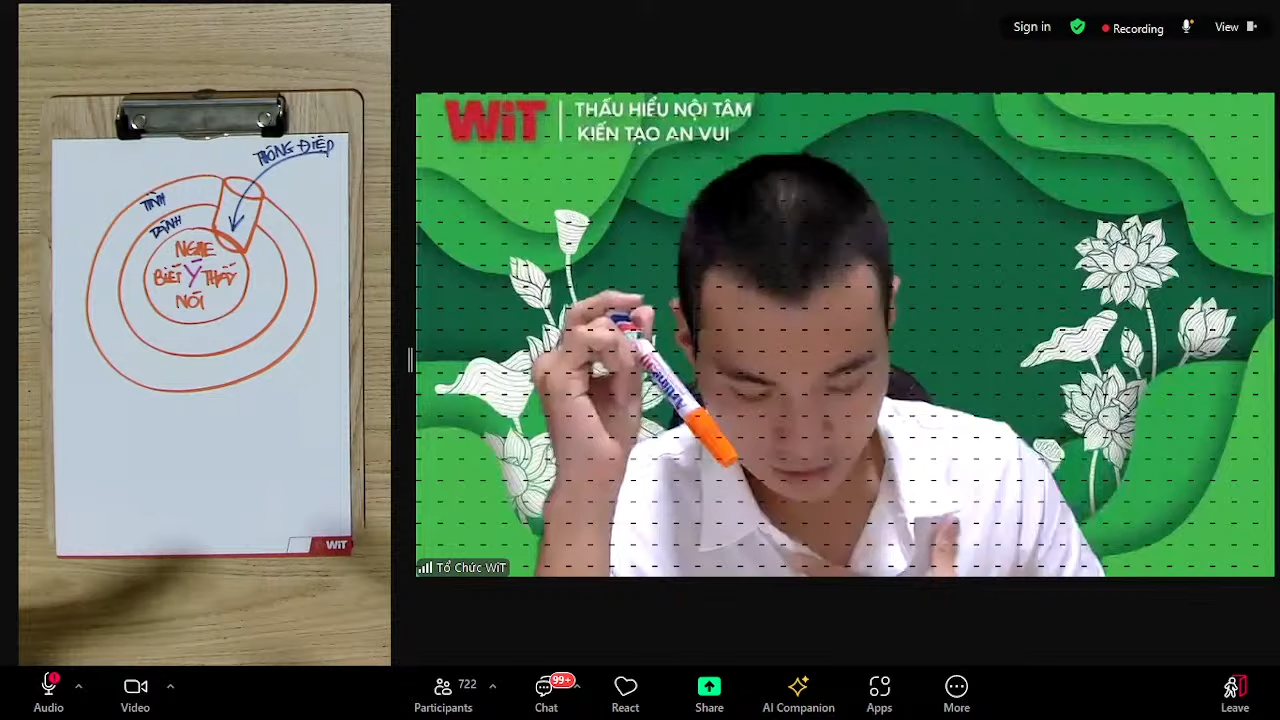 Sign in
Recording
View
THÔNG ĐIỆP
TÌNH
DÀNH
NGHE
BIẾT Ý THẤY
NÓI
WiT
WiT
THẤU HIỂU NỘI TÂM
KIẾN TẠO AN VUI
Tổ Chức WiT
Audio
Video
722
Participants
99+
Chat
React
Share
AI Companion
Apps
More
Leave